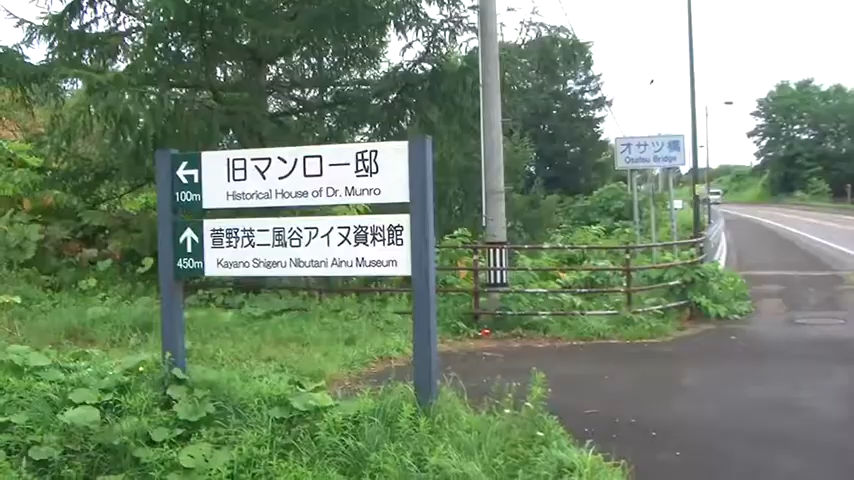 旧マンロー邸
100m
Historical House of Dr. Munro
萱野茂二風谷アイヌ資料館
450m
Kayano Shigeru NIBUTANI AINU Museum.
オサツ橋
Osatsu Bridge